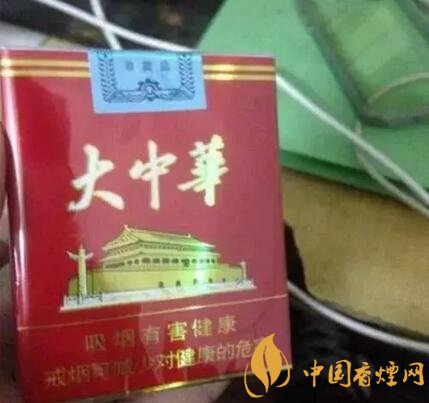 大中華
吸烟有害健康
戒烟可减少对健康的危
中国香烟网